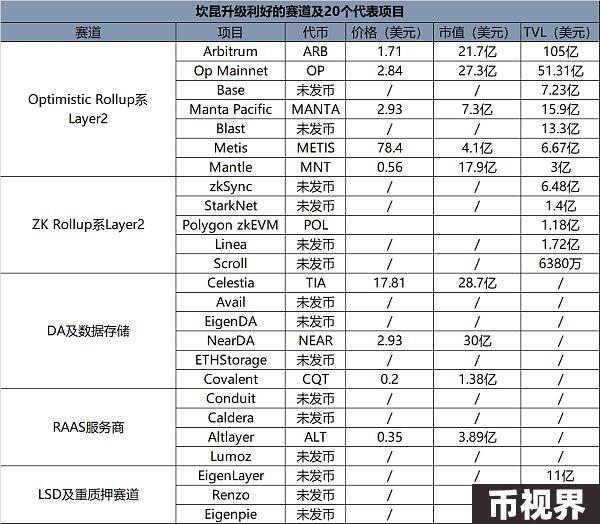 坎昆升级利好的赛道及20个代表项目
赛道 项目 代币 价格（美元） 市值（美元） TVL（美元）
Optimistic Rollup系Layer2 Arbitrum ARB 1.71 21.7亿 105亿
Op Mainnet OP 2.84 27.3亿 51.31亿
Base 未发币 / / 7.23亿
Manta Pacific MANTA 2.93 7.3亿 15.9亿
Blast 未发币 / / 13.3亿
Metis METIS 78.4 4.1亿 6.67亿
Mantle MNT 0.56 17.9亿 3亿
ZK Rollup系Layer2 zkSync 未发币 / / 6.48亿
StarkNet 未发币 / / 1.4亿
Polygon zkEVM POL 1.18亿
Linea 未发币 / / 1.72亿
Scroll 未发币 / / 6380万
DA及数据存储 Celestia TIA 17.81 28.7亿 /
Avail 未发币 / / /
EigenDA 未发币 / / /
NearDA NEAR 2.93 30亿 /
ETHStorage 未发币 / / /
Covalent CQT 0.2 1.38亿 /
RAAS服务商 Conduit 未发币 / / /
Caldera 未发币 / / /
Altlayer ALT 0.35 3.89亿 /
Lumoz 未发币 / / /
LSD及重质押赛道 EigenLayer 未发币 / / 11亿
Renzo 未发币 / /
Eigenpie 未发币 / /
币视界